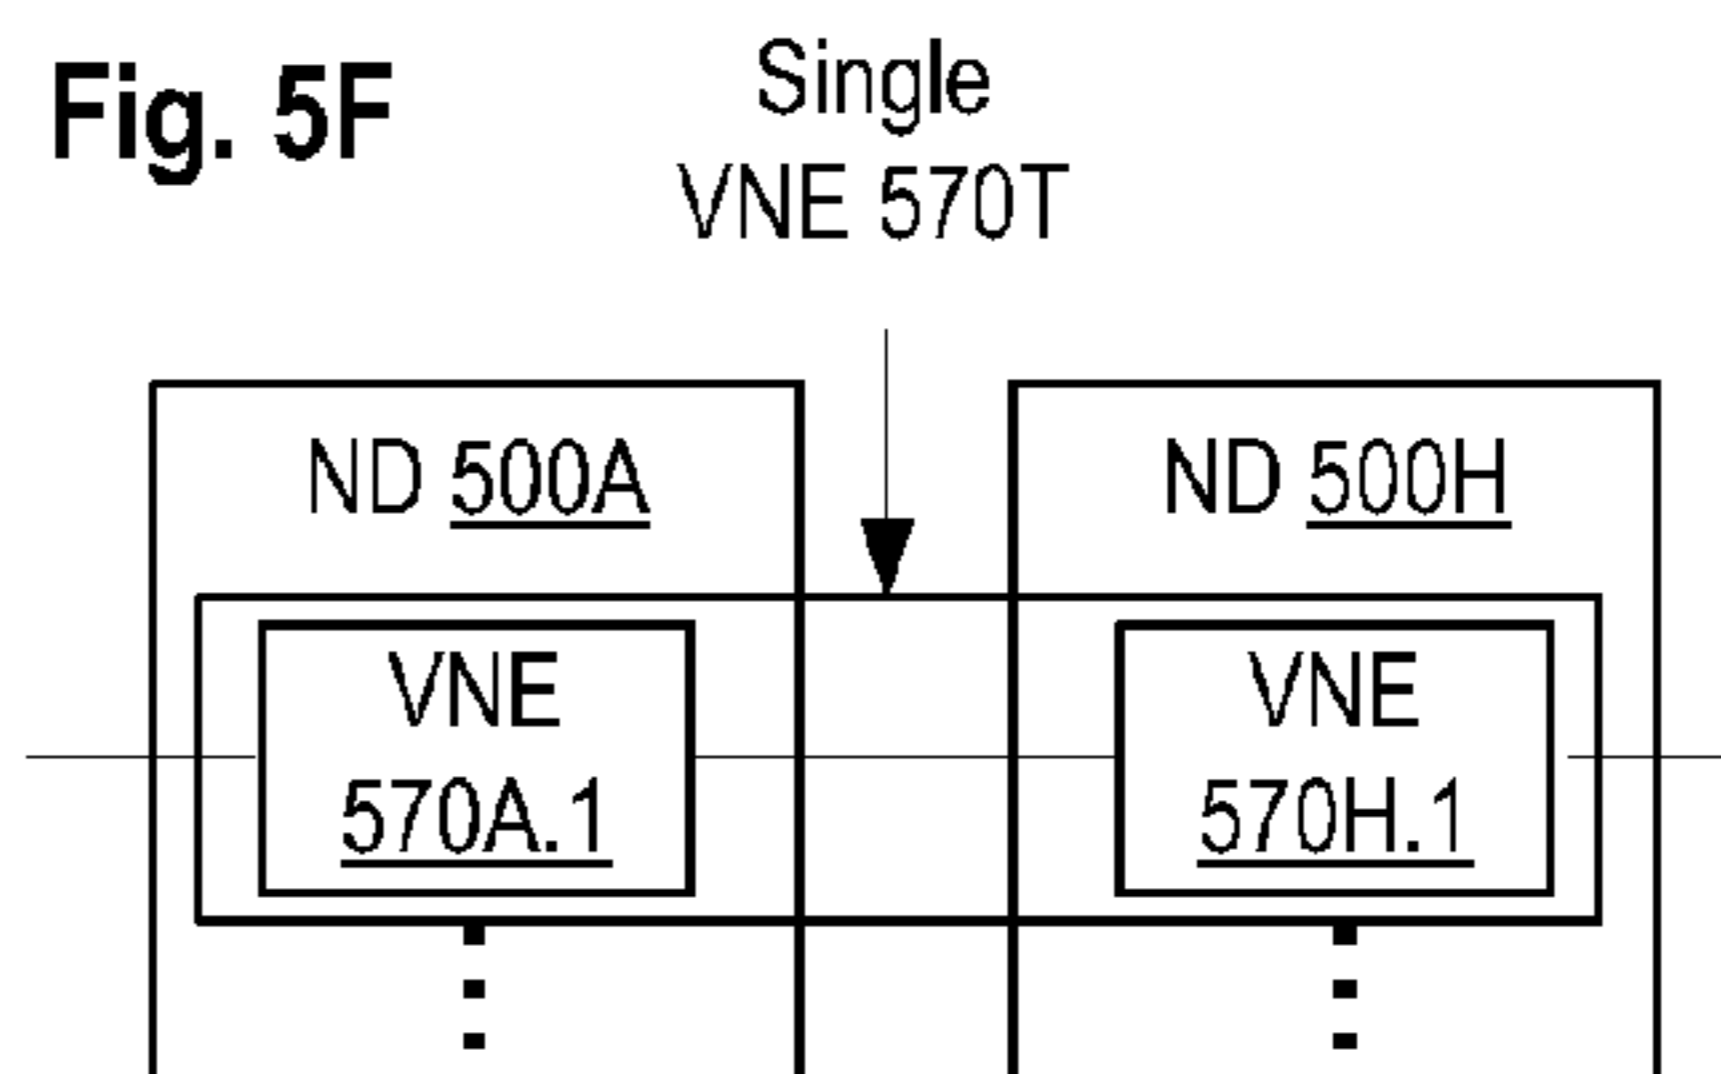 Fig. 5F
Single
VNE 570T
ND 500A
ND 500H
VNE
570A.1
VNE
570H.1